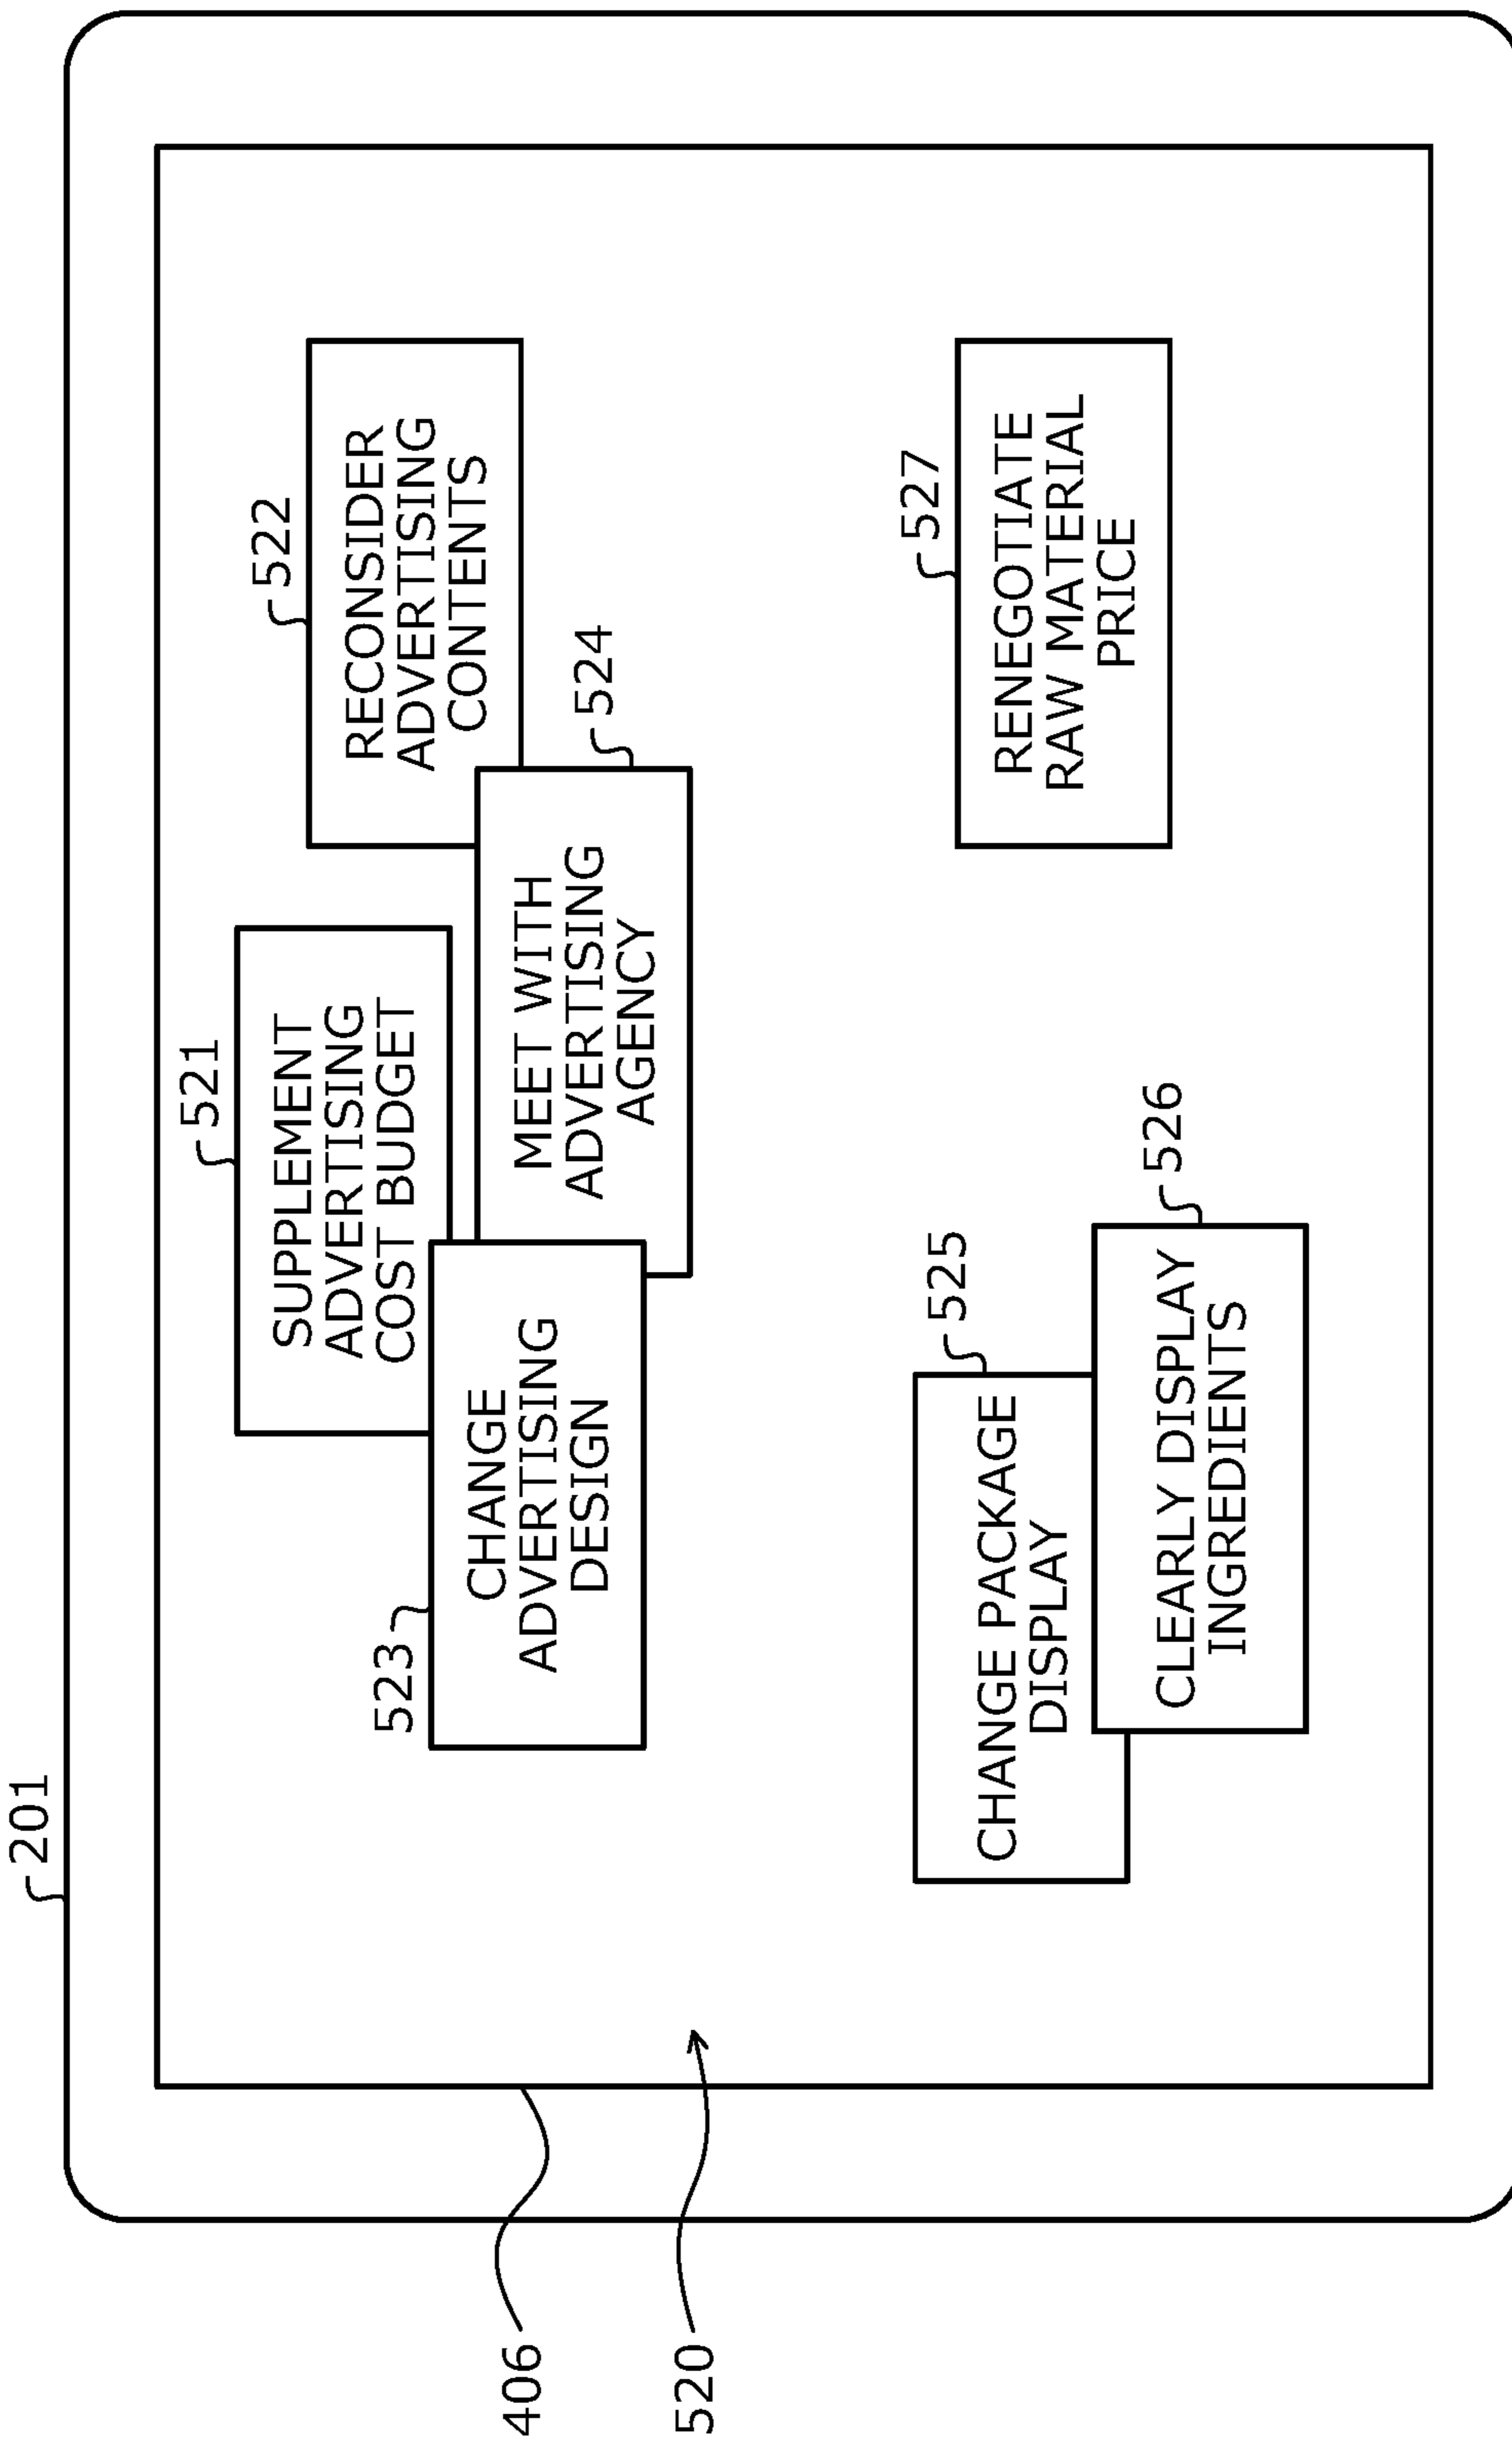 201
406
520
521
SUPPLEMENT
ADVERTISING
COST BUDGET
522
RECONSIDER
ADVERTISING
CONTENTS
523
CHANGE
ADVERTISING
DESIGN
524
MEET WITH
ADVERTISING
AGENCY
525
CHANGE PACKAGE
DISPLAY
526
CLEARLY DISPLAY
INGREDIENTS
527
RENEGOTIATE
RAW MATERIAL
PRICE